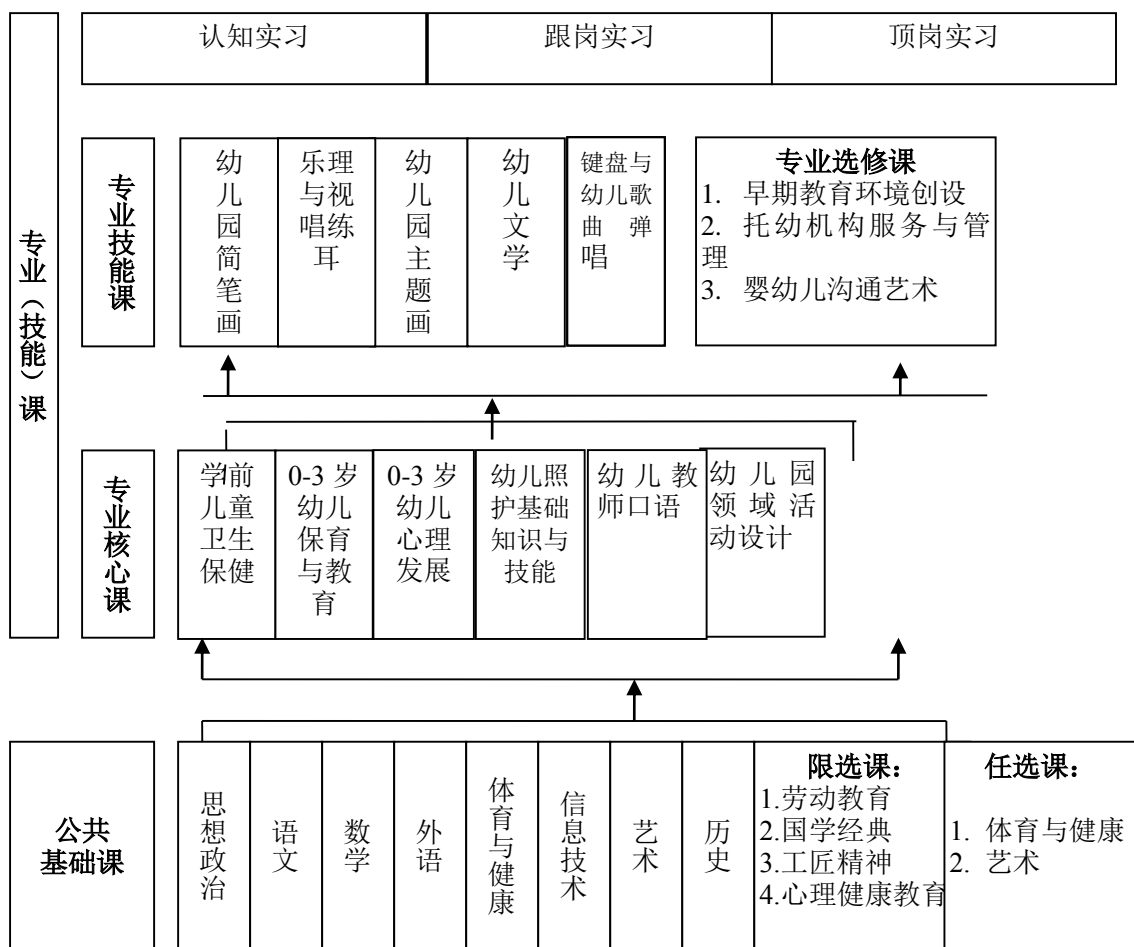 认知实习
跟岗实习
顶岗实习
专业（技能）课
专业技能课
幼儿园简笔画
乐理
与视
唱练
耳
幼儿园主题画
幼儿文学
键盘与
幼儿歌
曲弹
唱
专业选修课
1. 早期教育环境创设
2. 托幼机构服务与管
理
3. 婴幼儿沟通艺术
专业核心课
学前
儿童
卫生
保健
0-3 岁
幼儿
保育
与教
育
0-3 岁
幼儿
心理
发展
幼儿照
护基础
知识与
技能
幼儿教
师口语
幼儿园
领域活
动设计
公共
基础课
思想政治
语文
数学
外语
体育与健康
信息技术
艺术
历史
限选课：
1.劳动教育
2.国学经典
3.工匠精神
4.心理健康教育
任选课：
1. 体育与健康
2. 艺术